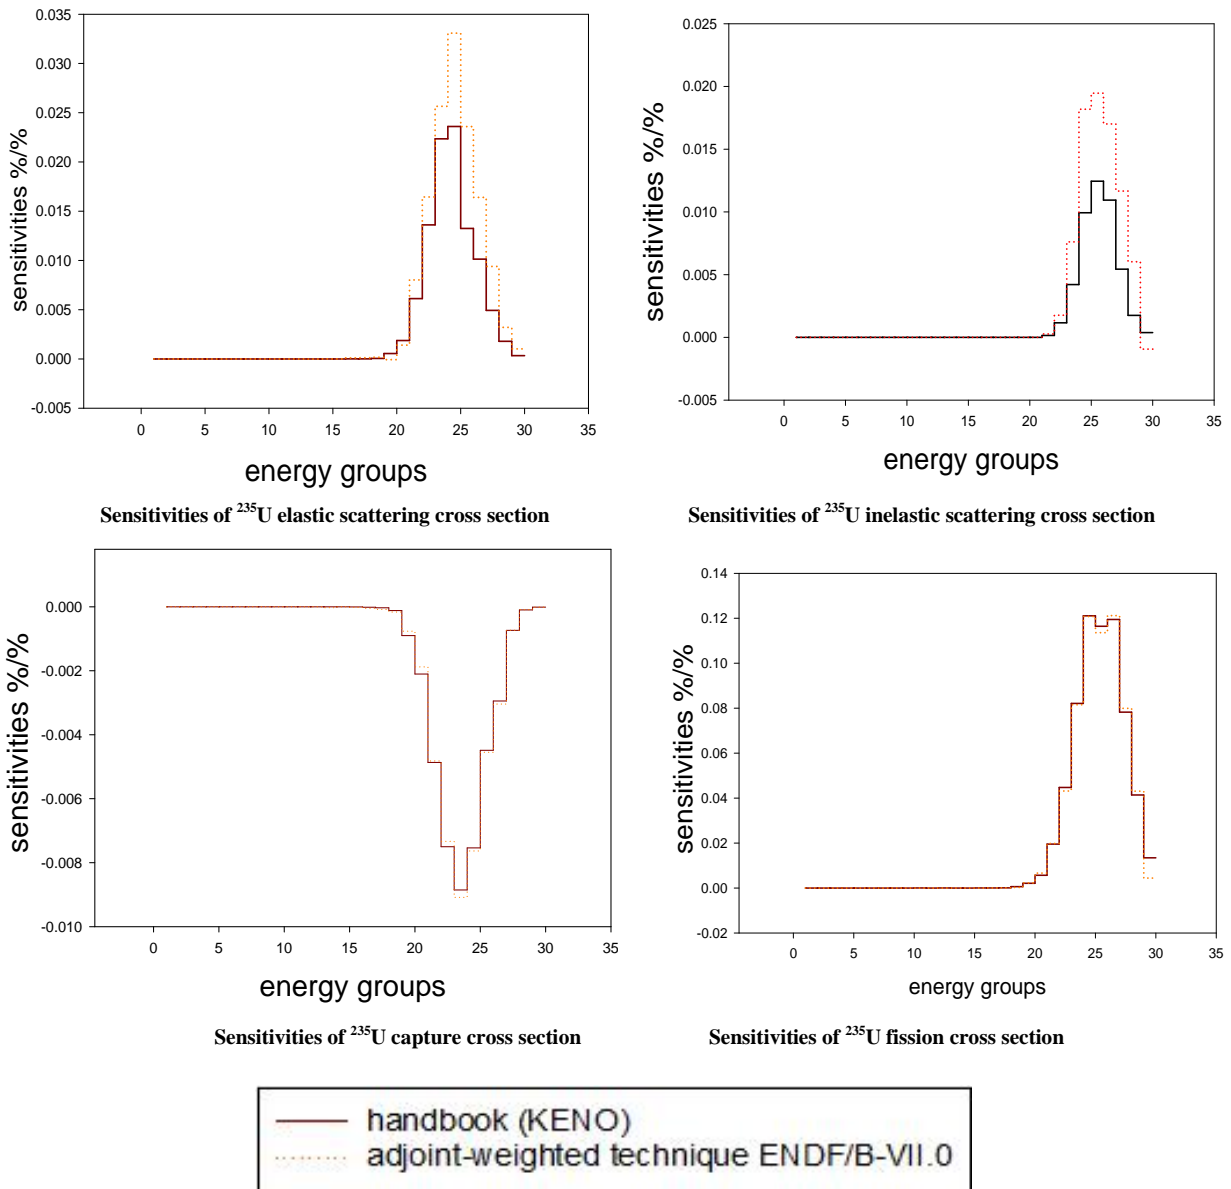 0.035
0.030
0.025
0.020
0.015
0.010
0.005
0.000
-0.005
sensitivities %/%
0 5 10 15 20 25 30 35
energy groups
Sensitivities of ²³⁵U elastic scattering cross section
0.025
0.020
0.015
0.010
0.005
0.000
-0.005
sensitivities %/%
0 5 10 15 20 25 30 35
energy groups
Sensitivities of ²³⁵U inelastic scattering cross section
0.000
-0.002
-0.004
-0.006
-0.008
-0.010
sensitivities %/%
0 5 10 15 20 25 30 35
energy groups
Sensitivities of ²³⁵U capture cross section
0.14
0.12
0.10
0.08
0.06
0.04
0.02
0.00
-0.02
sensitivities %/%
0 5 10 15 20 25 30 35
energy groups
Sensitivities of ²³⁵U fission cross section
handbook (KENO)
adjoint-weighted technique ENDF/B-VII.0